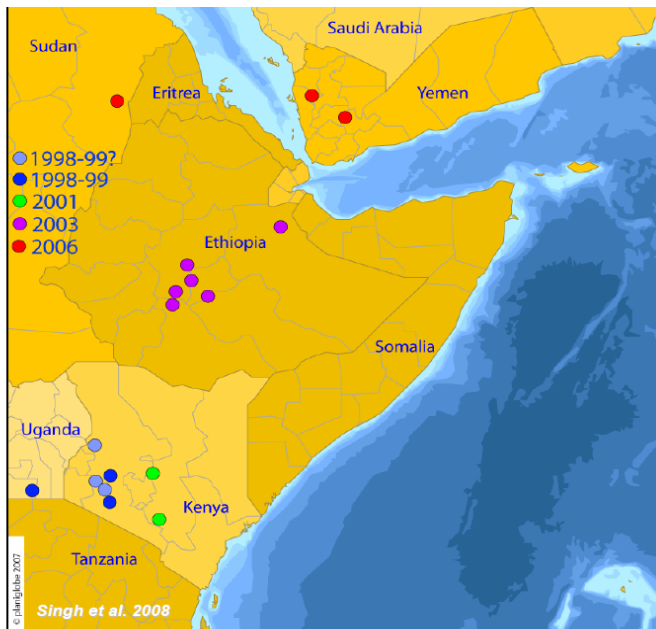 Saudi Arabia
Sudan
Eritrea
Yemen
1998-99?
1998-99
2001
2003
2006
Ethiopia
Somalia
Uganda
Kenya
Tanzania
Singh et al. 2008
© planiglobe 2007